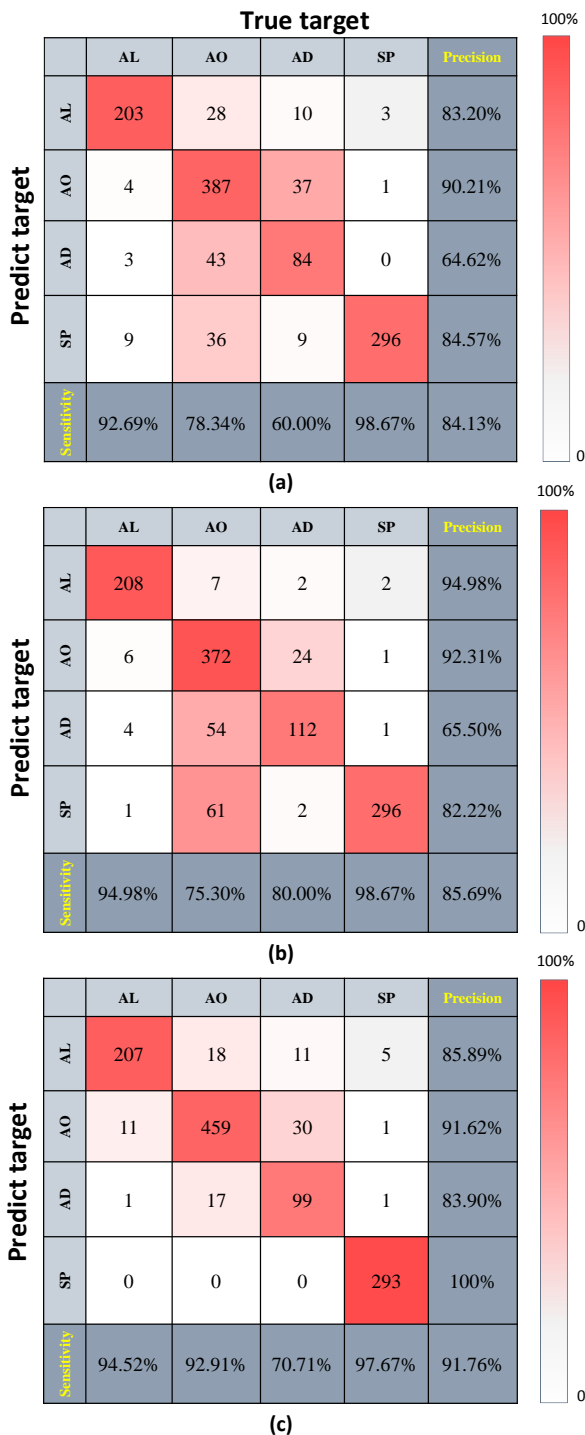 True target
100%
AL AO AD SP Precision
AL 203 28 10 3 83.20%
AO 4 387 37 1 90.21%
AD 3 43 84 0 64.62%
SP 9 36 9 296 84.57%
Sensitivity 92.69% 78.34% 60.00% 98.67% 84.13%
Predict target
0
(a)
100%
AL AO AD SP Precision
AL 208 7 2 2 94.98%
AO 6 372 24 1 92.31%
AD 4 54 112 1 65.50%
SP 1 61 2 296 82.22%
Sensitivity 94.98% 75.30% 80.00% 98.67% 85.69%
Predict target
0
(b)
100%
AL AO AD SP Precision
AL 207 18 11 5 85.89%
AO 11 459 30 1 91.62%
AD 1 17 99 1 83.90%
SP 0 0 0 293 100%
Sensitivity 94.52% 92.91% 70.71% 97.67% 91.76%
Predict target
0
(c)